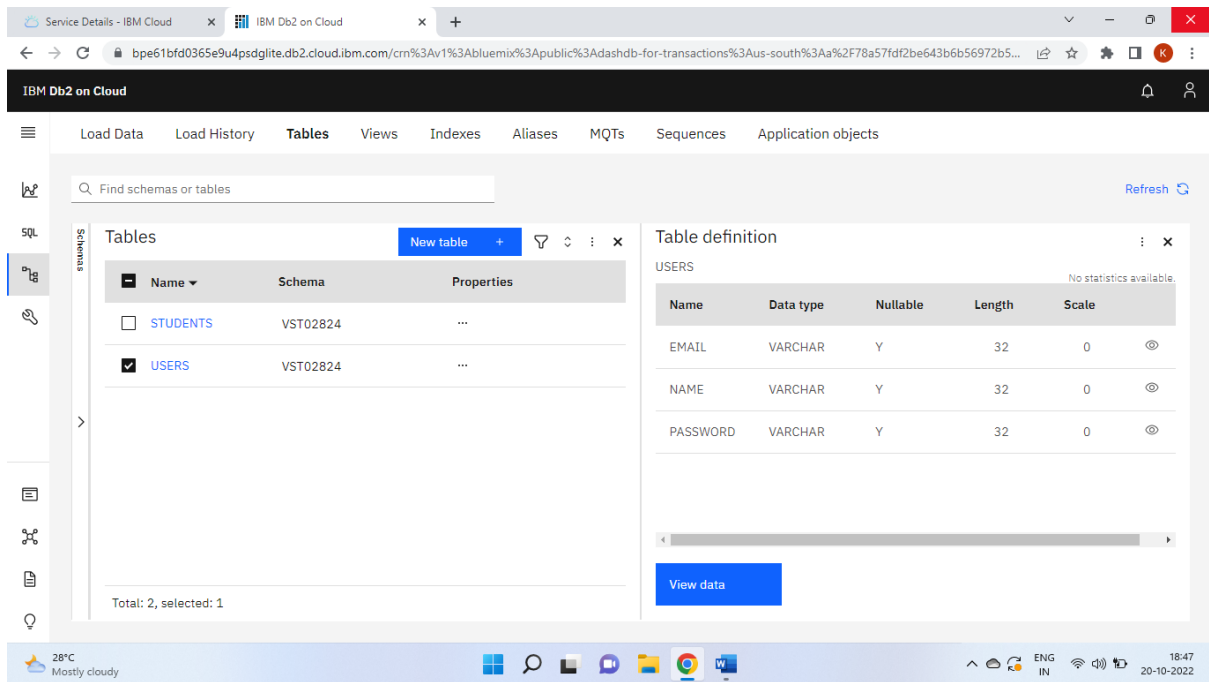 Service Details - IBM Cloud
IBM Db2 on Cloud
bpe61bfd0365e9u4psdglite.db2.cloud.ibm.com/crn%3Av1%3Abluemix%3Apublic%3Adashdb-for-transactions%3Aus-south%3Aa%2F78a57fdf2be643b6b56972b5...
K
IBM Db2 on Cloud
Load Data Load History Tables Views Indexes Aliases MQTs Sequences Application objects
Find schemas or tables
Refresh
SQL
Schemas
Tables
New table +
Name Schema Properties
STUDENTS VST02824 ...
USERS VST02824 ...
Total: 2, selected: 1
Table definition
USERS
No statistics available.
Name Data type Nullable Length Scale
EMAIL VARCHAR Y 32 0
NAME VARCHAR Y 32 0
PASSWORD VARCHAR Y 32 0
View data
28°C
Mostly cloudy
ENG
IN
18:47
20-10-2022